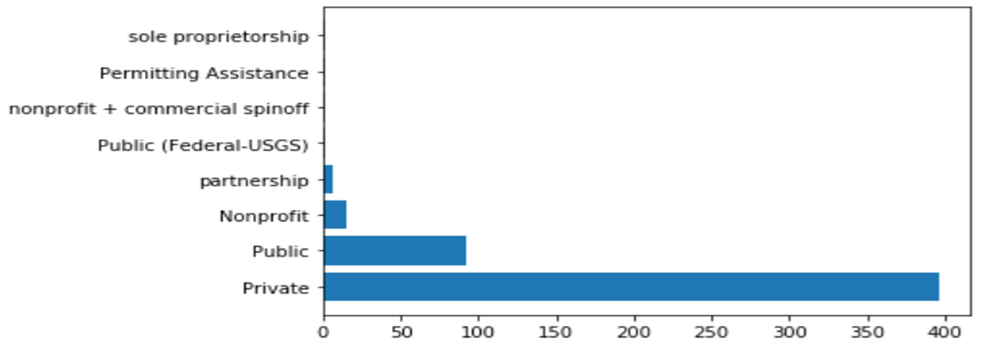 sole proprietorship
Permitting Assistance
nonprofit + commercial spinoff
Public (Federal-USGS)
partnership
Nonprofit
Public
Private
0 50 100 150 200 250 300 350 400